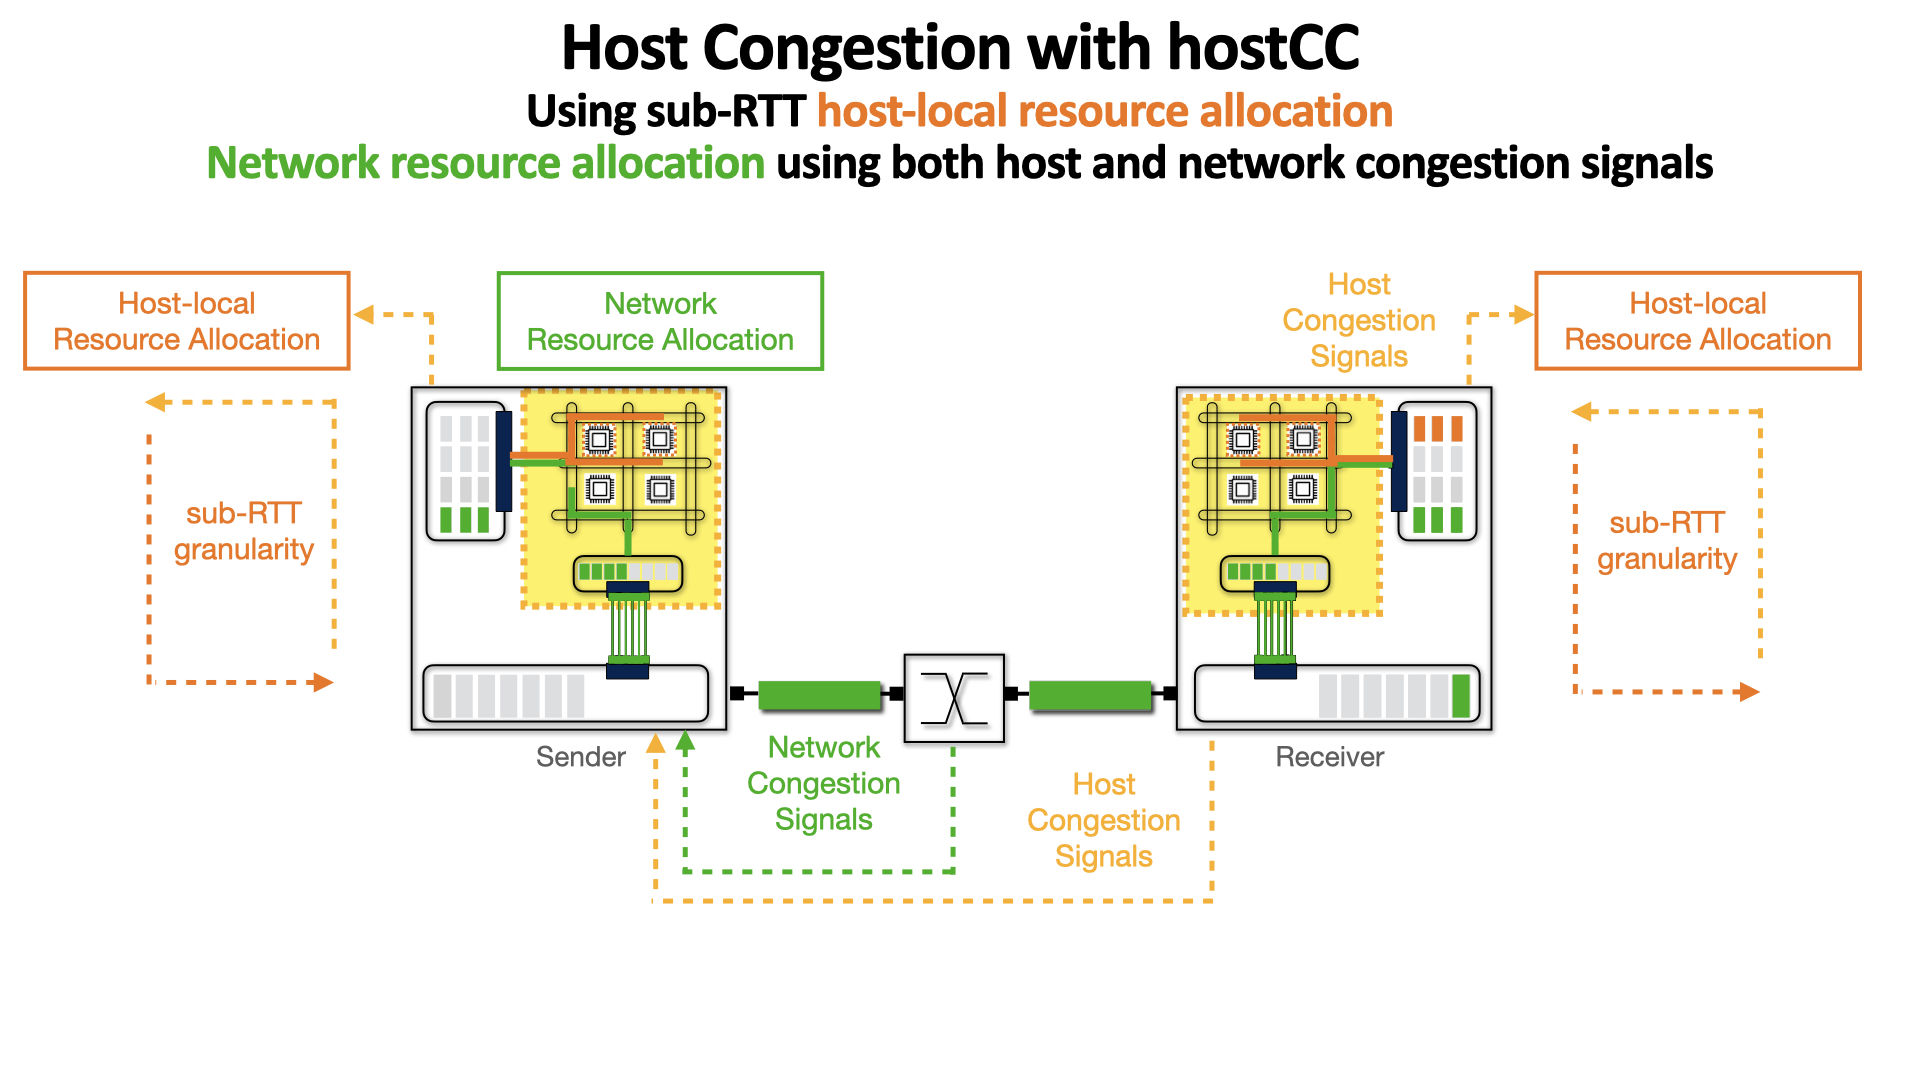 Host Congestion with hostCC
Using sub-RTT host-local resource allocation
Network resource allocation using both host and network congestion signals
Host-local
Resource Allocation
Network
Resource Allocation
Host
Congestion
Signals
Host-local
Resource Allocation
sub-RTT
granularity
sub-RTT
granularity
Sender
Network
Congestion
Signals
Host
Congestion
Signals
Receiver